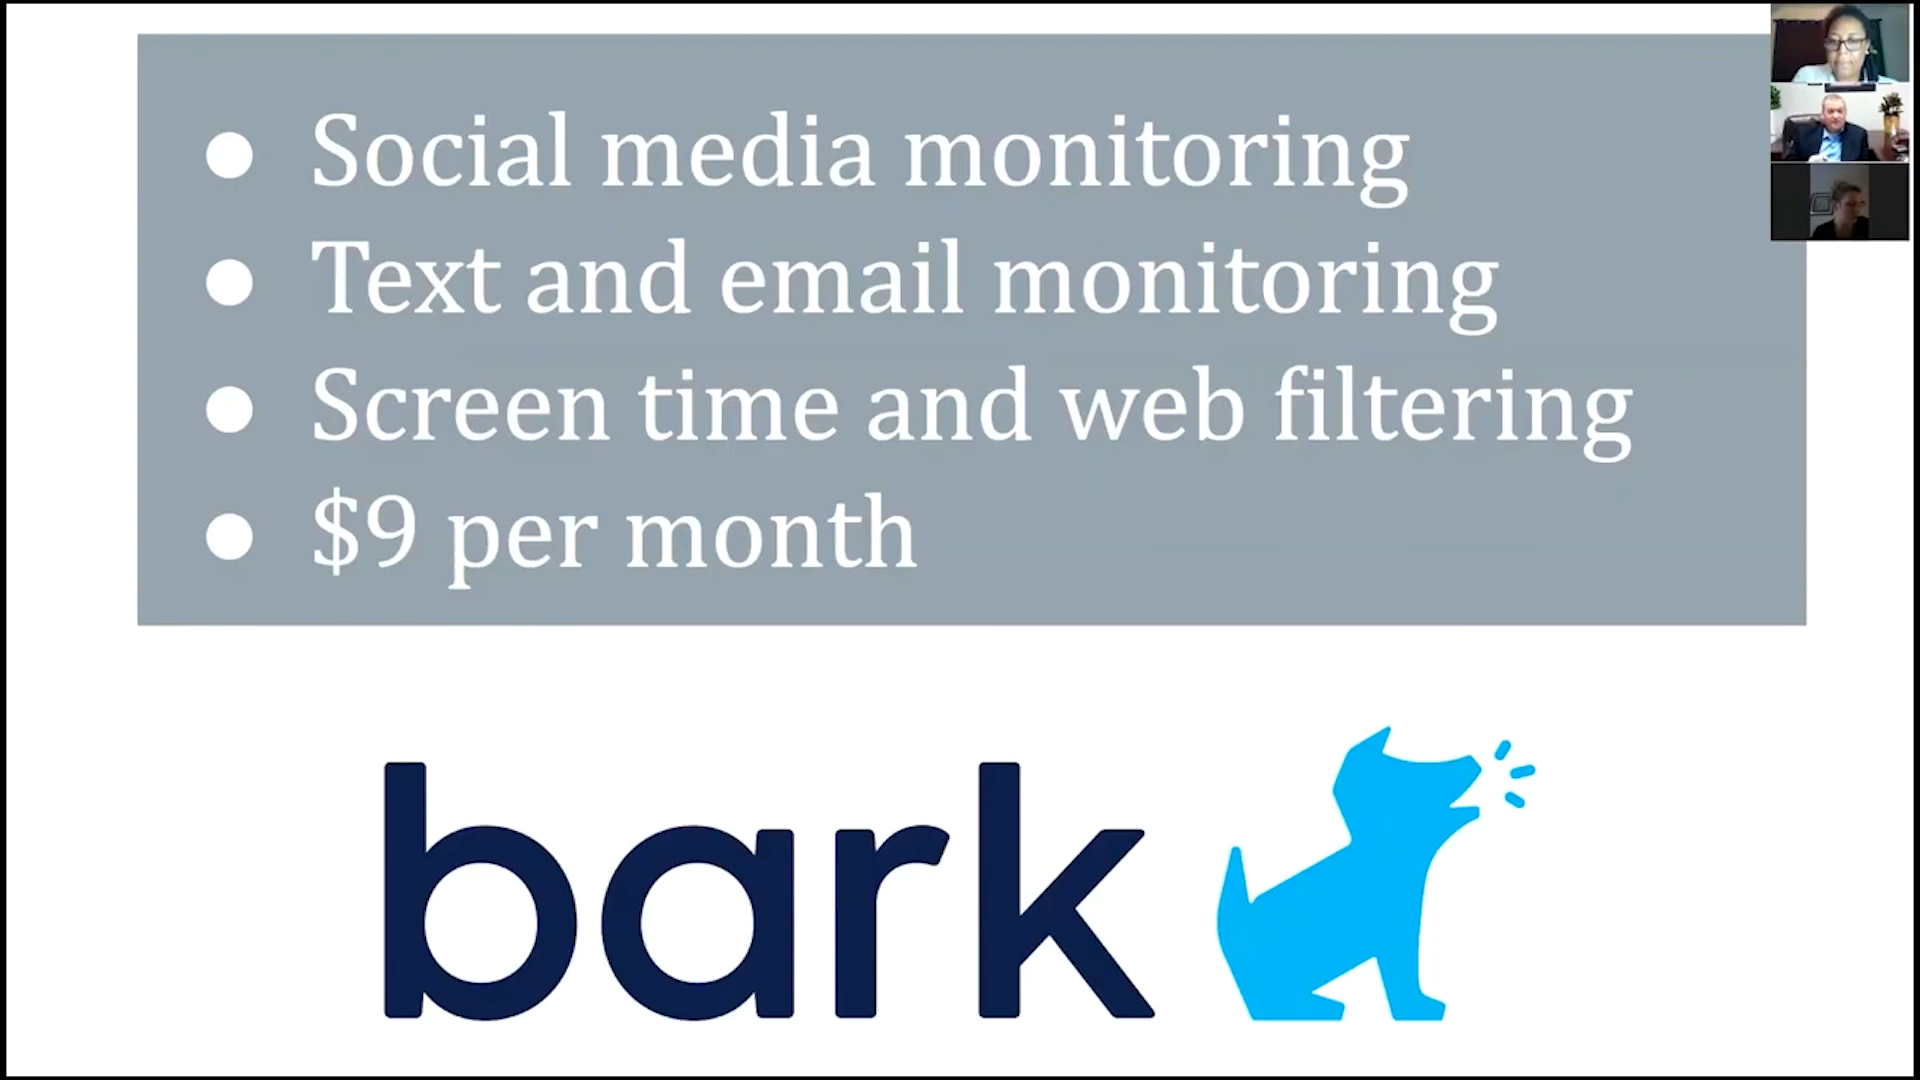 Social media monitoring
Text and email monitoring
Screen time and web filtering
$9 per month
bark